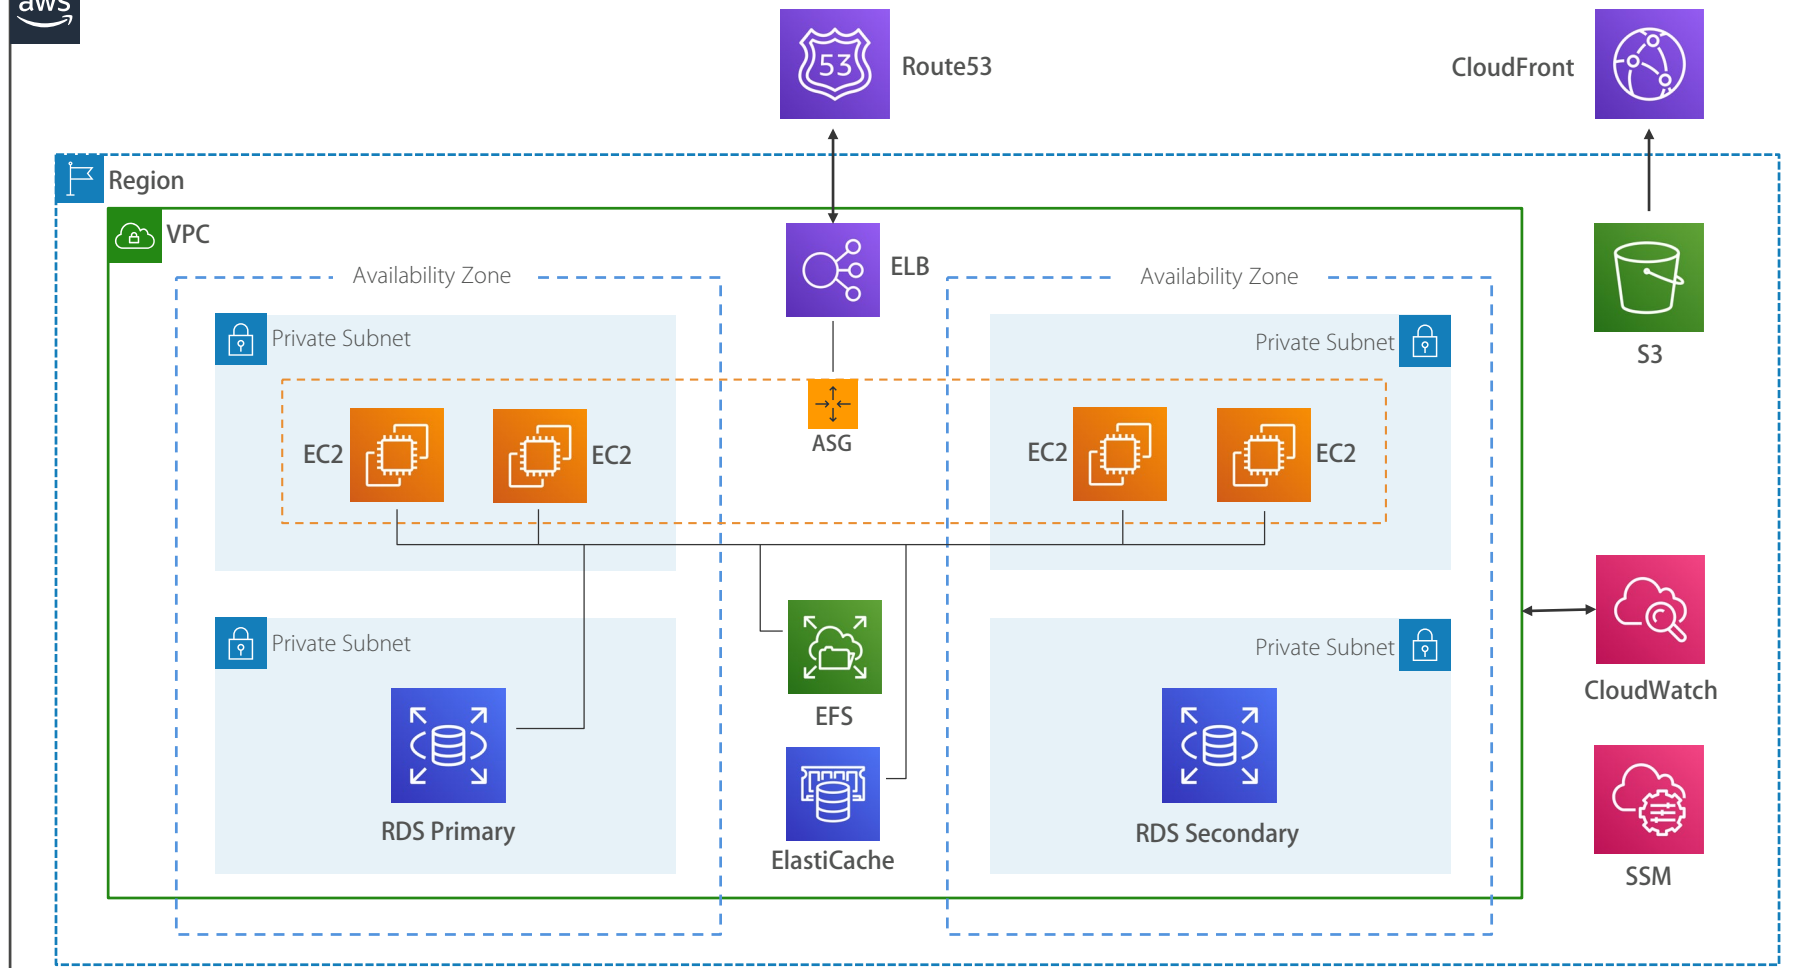 aws
Route53
53
CloudFront
Region
VPC
ELB
Availability Zone
Availability Zone
Private Subnet
Private Subnet
S3
ASG
EC2
EC2
EC2
EC2
Private Subnet
Private Subnet
EFS
CloudWatch
RDS Primary
RDS Secondary
ElastiCache
SSM